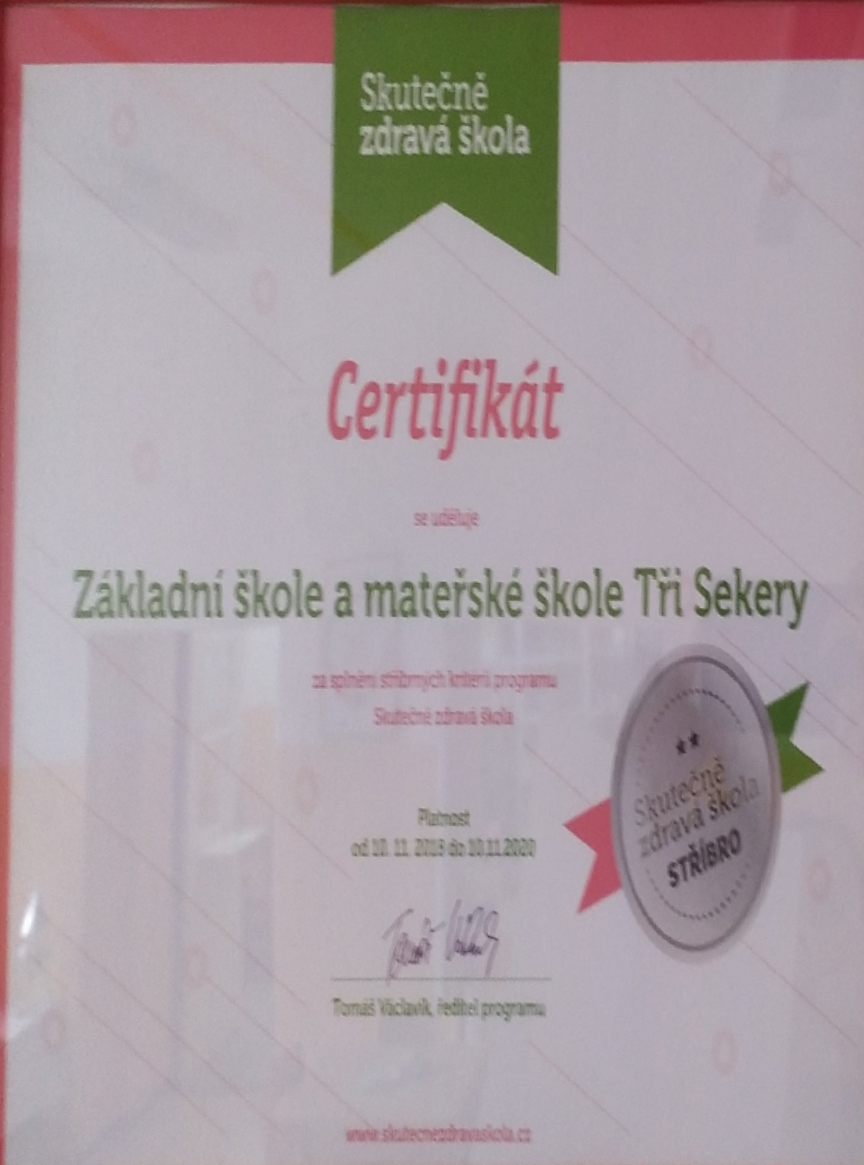 Skutečně
zdravá škola
Certifikát
se uděluje
Základní škole a mateřské škole Tři Sekery
za splnění stříbrných kritérií programu
Skutečně zdravá škola
Skutečně
zdravá škola
STŘÍBRO
Platnost
od 10. 11. 2018 do 10.11.2020
Tomáš Václavík, ředitel programu
www.skutecnezdravaskola.cz